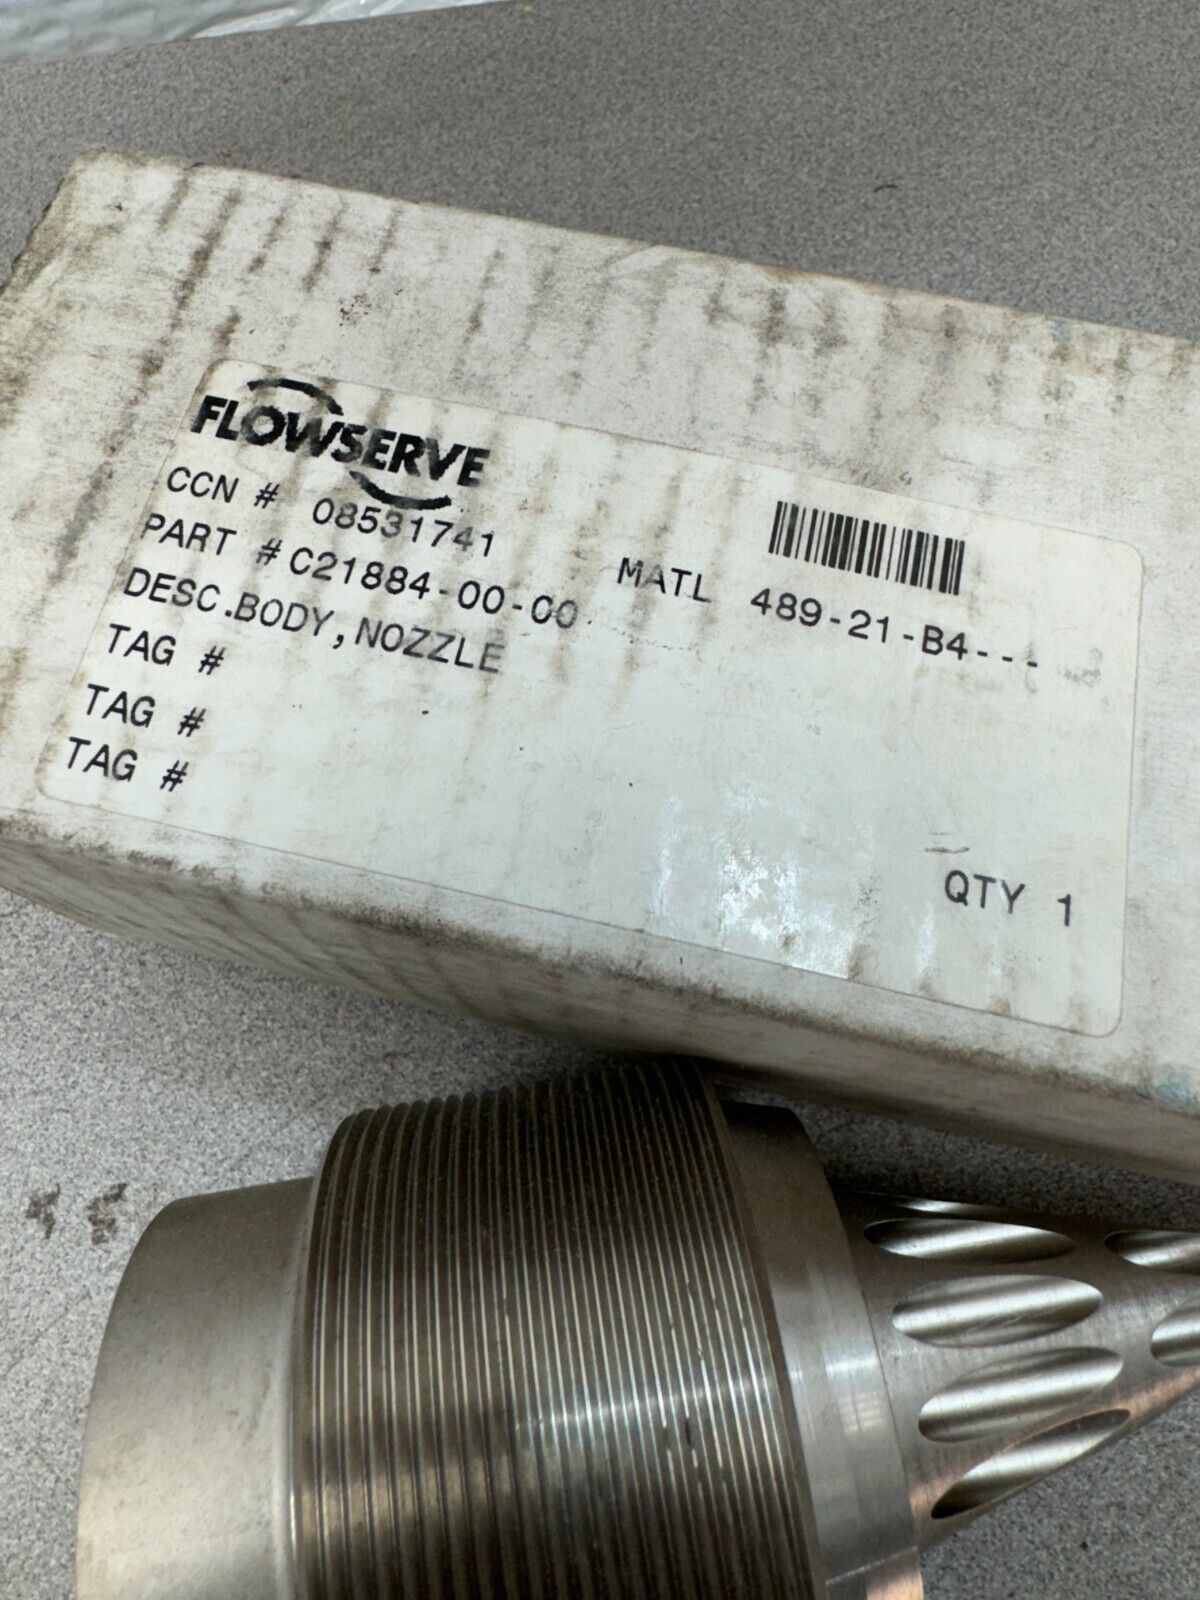 FLOWSERVE
CCN # 08531741
PART #C21884-00-00 MATL 489-21-B4---
DESC.BODY,NOZZLE
TAG #
TAG #
TAG #
QTY 1